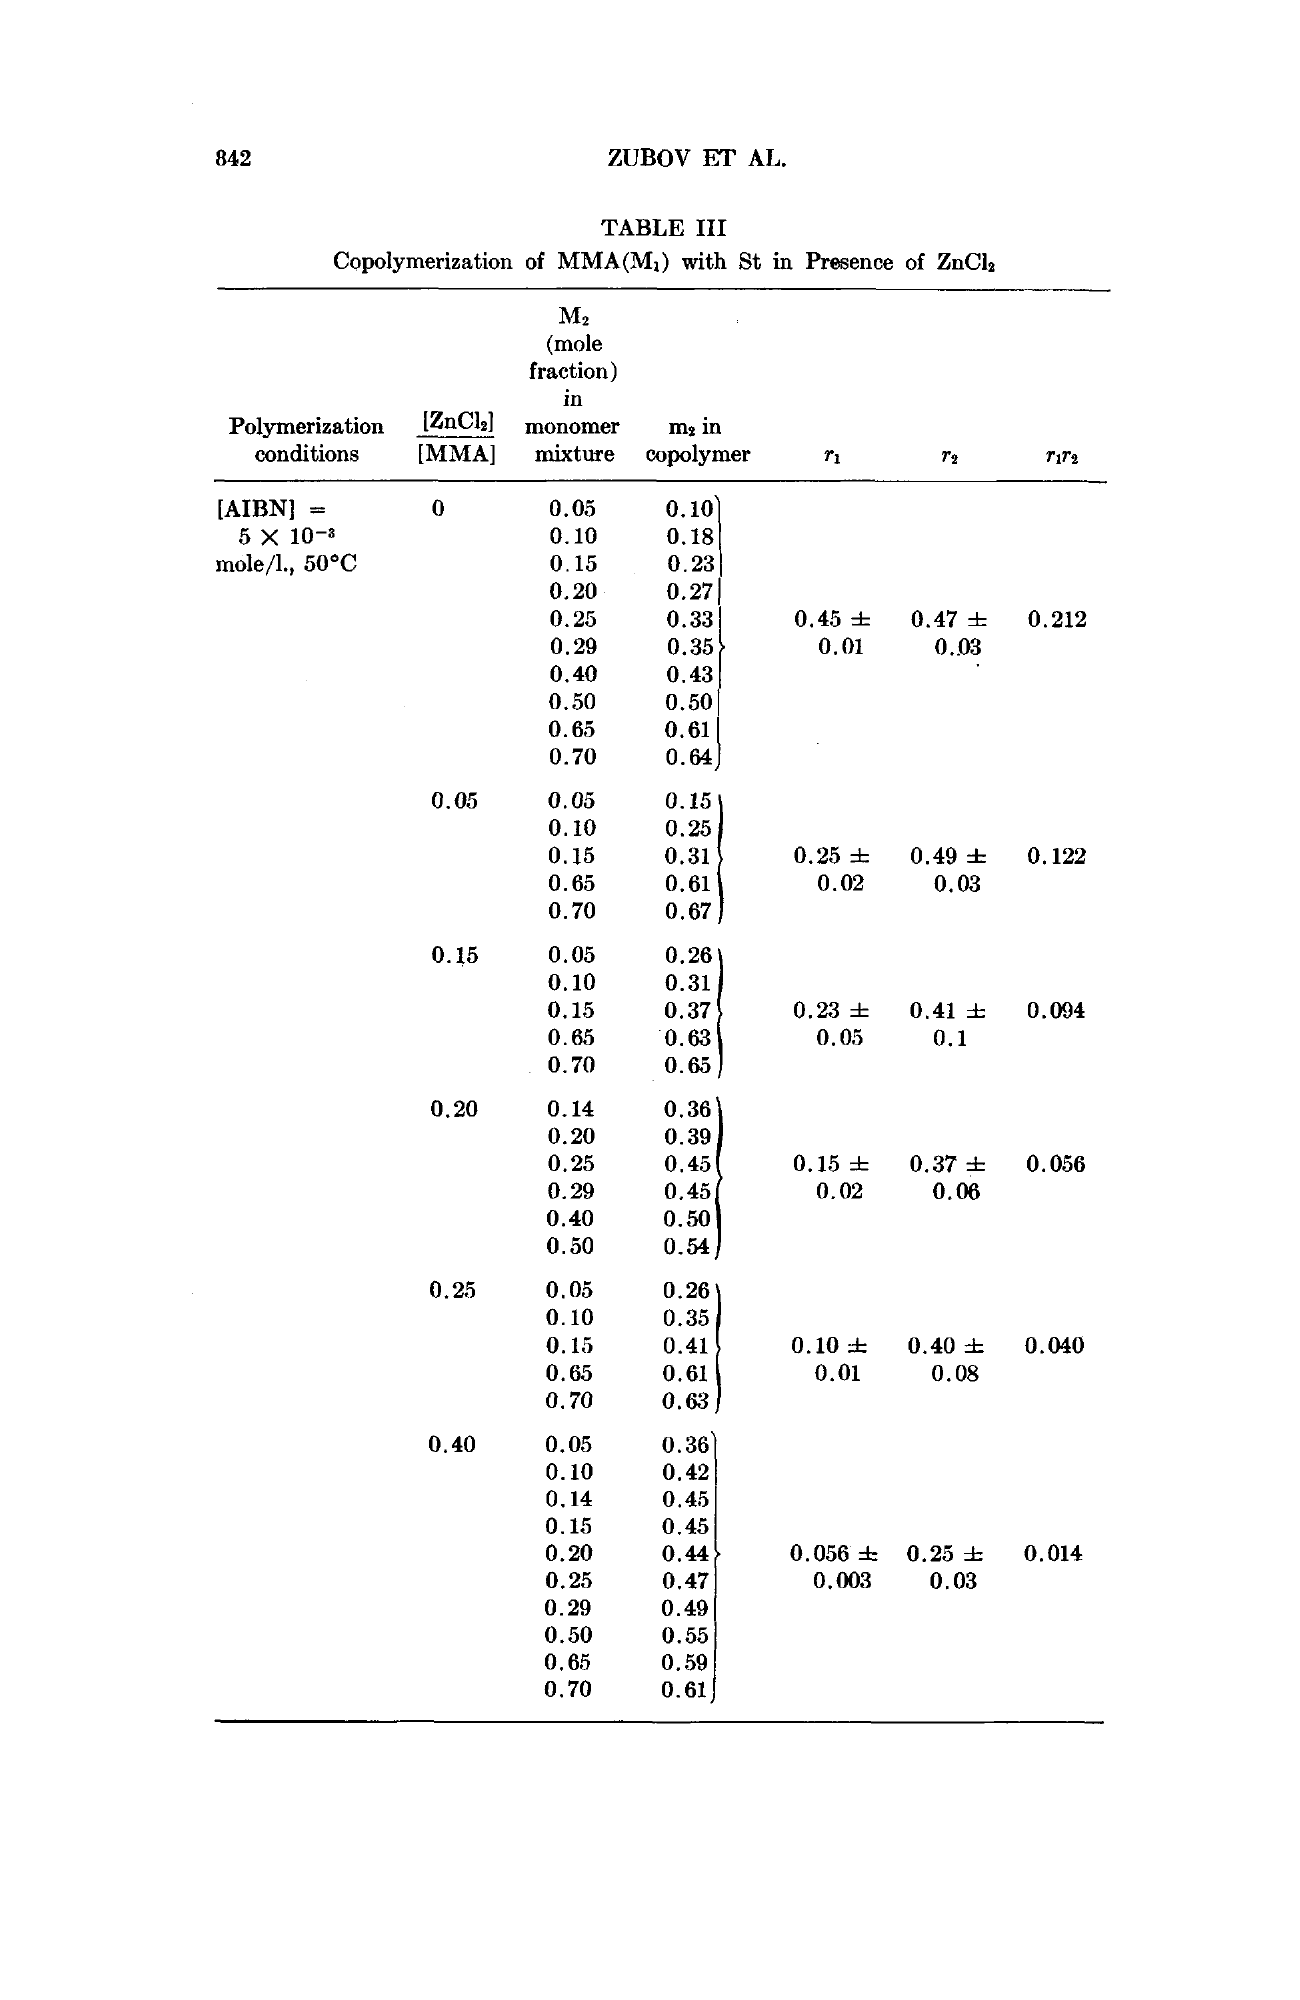 842 ZUBOV ET AL.
TABLE III
Copolymerization of MMA(M₁) with St in Presence of ZnCl₂
M₂
(mole
fraction)
in
Polymerization [ZnCl₂] monomer m₂ in
conditions [MMA] mixture copolymer r₁ r₂ r₁r₂
[AIBN] = 0 0.05 0.10
5 × 10⁻³ 0.10 0.18
mole/l., 50°C 0.15 0.23
0.20 0.27
0.25 0.33 0.45 ± 0.47 ± 0.212
0.29 0.35 0.01 0.03
0.40 0.43
0.50 0.50
0.65 0.61
0.70 0.64
0.05 0.05 0.15
0.10 0.25
0.15 0.31 0.25 ± 0.49 ± 0.122
0.65 0.61 0.02 0.03
0.70 0.67
0.15 0.05 0.26
0.10 0.31
0.15 0.37 0.23 ± 0.41 ± 0.094
0.65 0.63 0.05 0.1
0.70 0.65
0.20 0.14 0.36
0.20 0.39
0.25 0.45 0.15 ± 0.37 ± 0.056
0.29 0.45 0.02 0.06
0.40 0.50
0.50 0.54
0.25 0.05 0.26
0.10 0.35
0.15 0.41 0.10 ± 0.40 ± 0.040
0.65 0.61 0.01 0.08
0.70 0.63
0.40 0.05 0.36
0.10 0.42
0.14 0.45
0.15 0.45
0.20 0.44 0.056 ± 0.25 ± 0.014
0.25 0.47 0.003 0.03
0.29 0.49
0.50 0.55
0.65 0.59
0.70 0.61